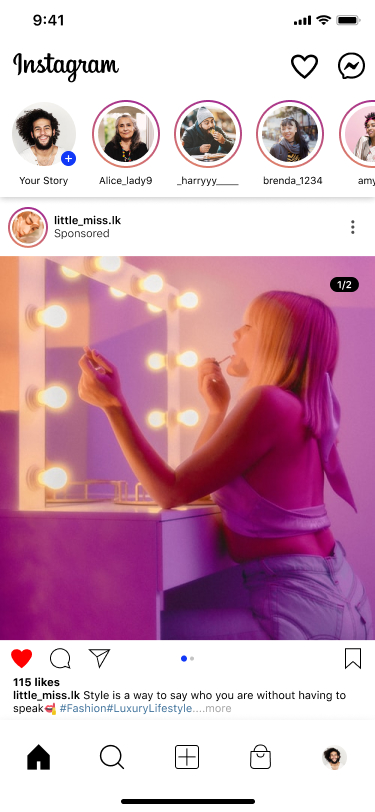 9:41
Instagram
Your Story
Alice_lady9
_harryyy____
brenda_1234
amy
little_miss.lk
Sponsored
1/2
115 likes
little_miss.lk Style is a way to say who you are without having to
speak🥰 #Fashion#LuxuryLifestyle....more